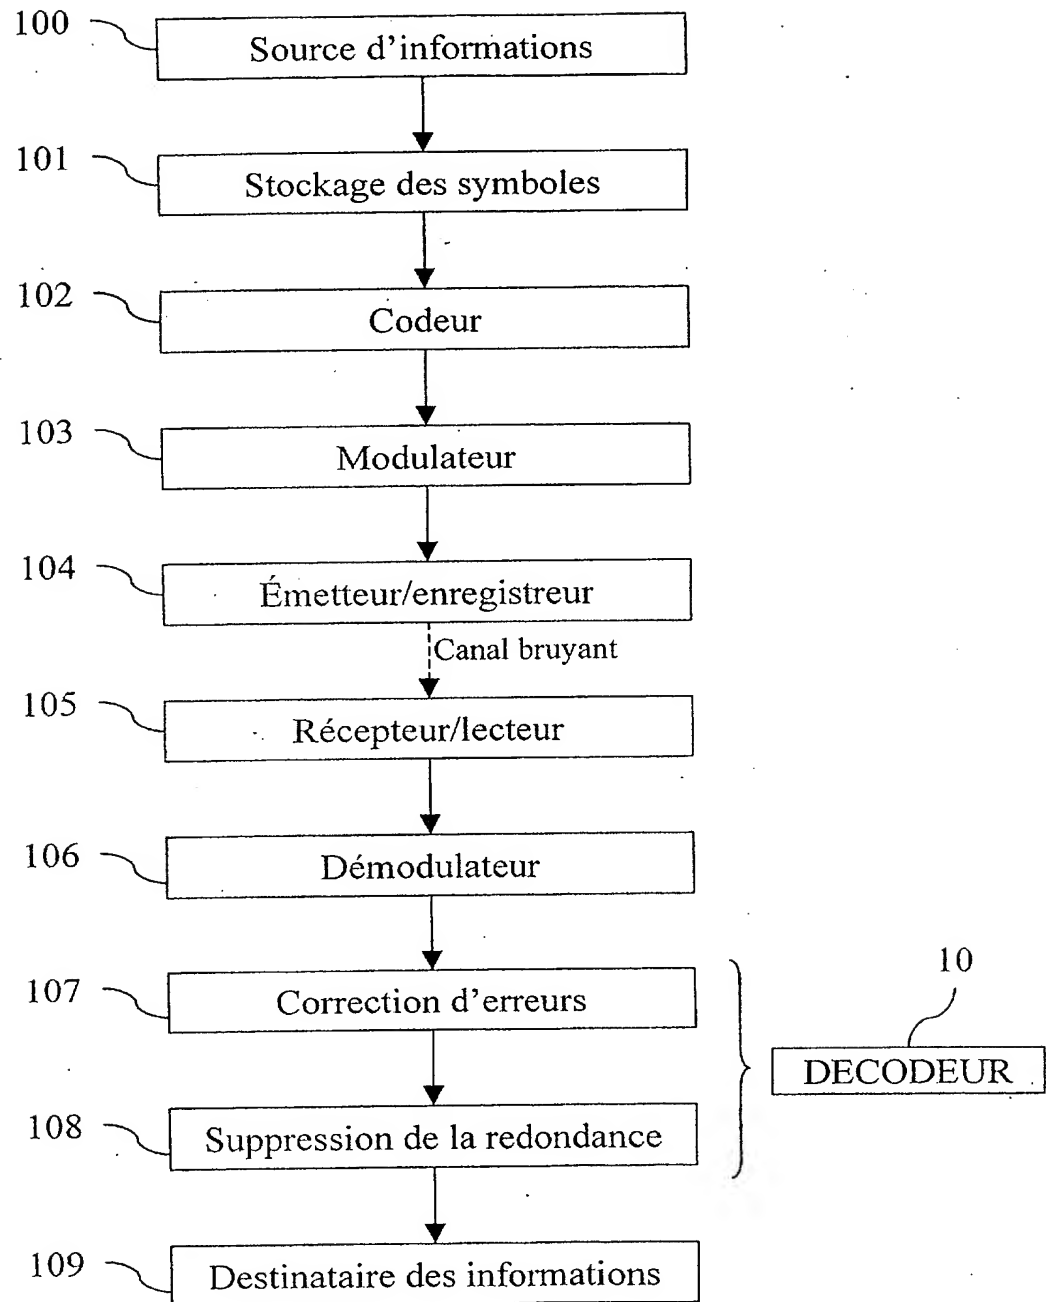 100
Source d'informations
101
Stockage des symboles
102
Codeur
103
Modulateur
104
Émetteur/enregistreur
Canal bruyant
105
Récepteur/lecteur
106
Démodulateur
107
Correction d'erreurs
10
DECODEUR
108
Suppression de la redondance
109
Destinataire des informations